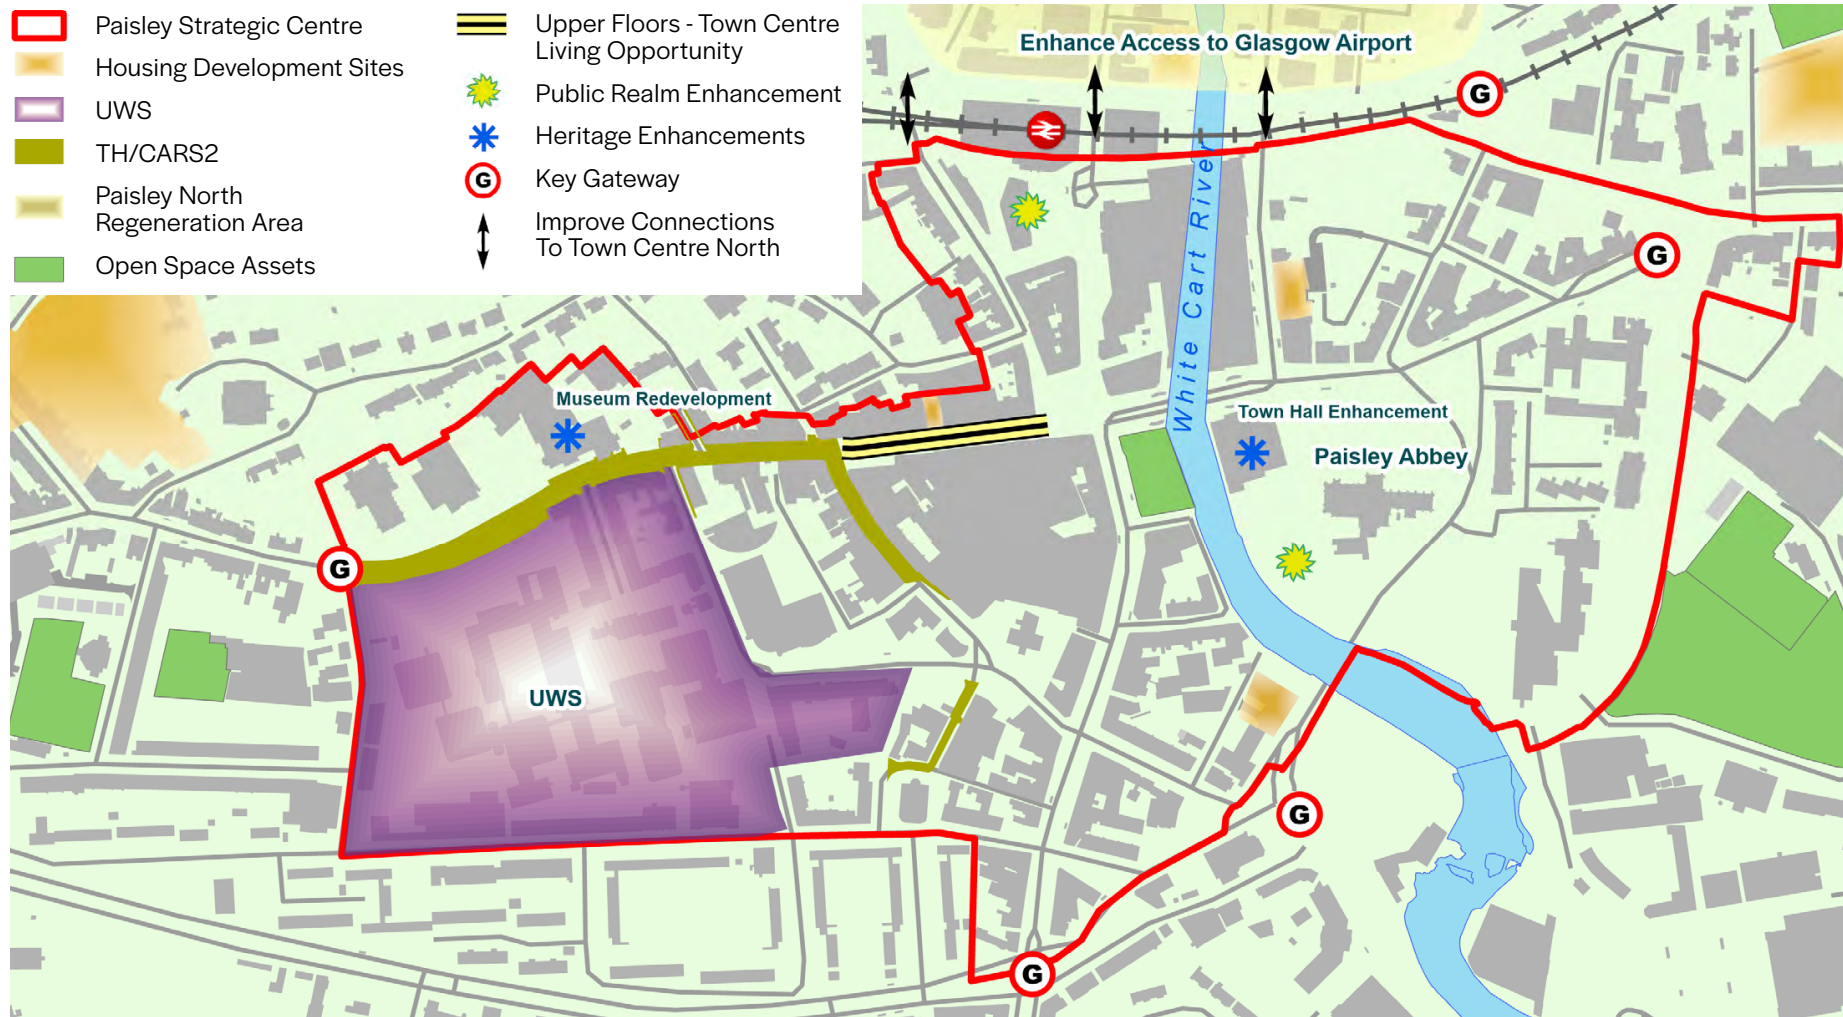 Paisley Strategic Centre
Housing Development Sites
UWS
TH/CARS2
Paisley North
Regeneration Area
Open Space Assets
Upper Floors - Town Centre
Living Opportunity
Public Realm Enhancement
Heritage Enhancements
G
Key Gateway
Improve Connections
To Town Centre North
Enhance Access to Glasgow Airport
G
G
White Cart River
Museum Redevelopment
Town Hall Enhancement
Paisley Abbey
G
UWS
G
G